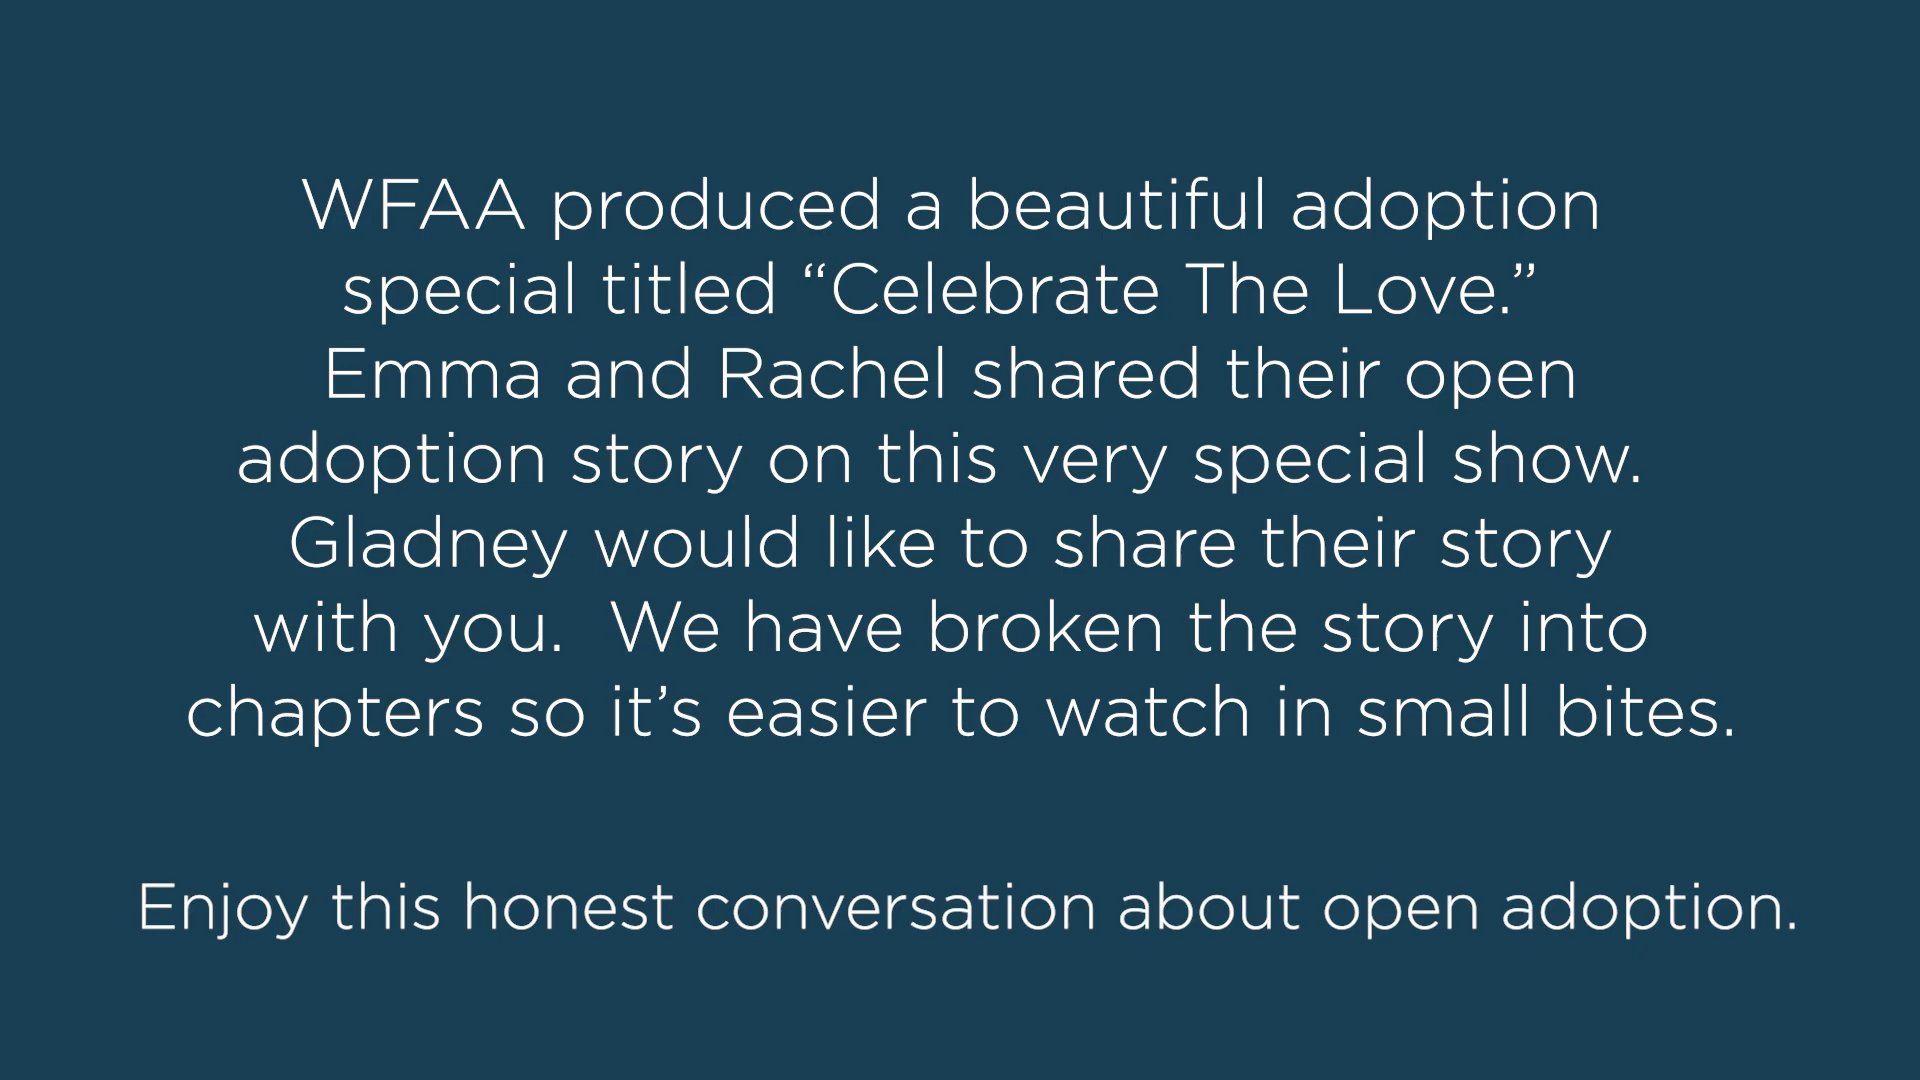 WFAA produced a beautiful adoption
special titled “Celebrate The Love.”
Emma and Rachel shared their open
adoption story on this very special show.
Gladney would like to share their story
with you.  We have broken the story into
chapters so it’s easier to watch in small bites.
Enjoy this honest conversation about open adoption.